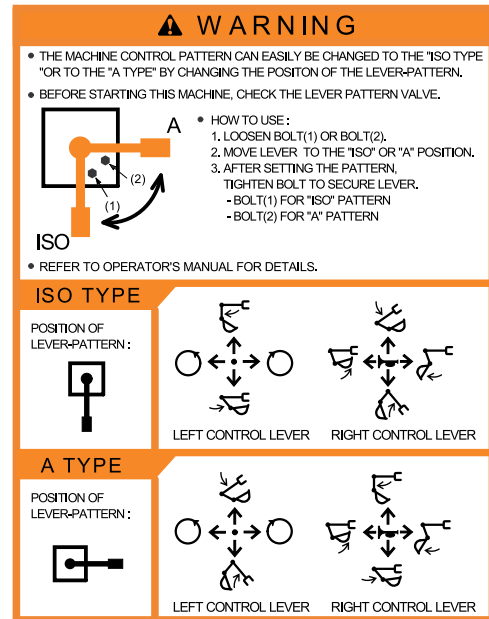 WARNING
• THE MACHINE CONTROL PATTERN CAN EASILY BE CHANGED TO THE "ISO TYPE
"OR TO THE "A TYPE" BY CHANGING THE POSITON OF THE LEVER-PATTERN.
• BEFORE STARTING THIS MACHINE, CHECK THE LEVER PATTERN VALVE.
A
(2)
(1)
ISO
• HOW TO USE :
1. LOOSEN BOLT(1) OR BOLT(2).
2. MOVE LEVER TO THE "ISO" OR "A" POSITION.
3. AFTER SETTING THE PATTERN,
TIGHTEN BOLT TO SECURE LEVER.
- BOLT(1) FOR "ISO" PATTERN
- BOLT(2) FOR "A" PATTERN
• REFER TO OPERATOR'S MANUAL FOR DETAILS.
ISO TYPE
POSITION OF
LEVER-PATTERN :
LEFT CONTROL LEVER
RIGHT CONTROL LEVER
A TYPE
POSITION OF
LEVER-PATTERN :
LEFT CONTROL LEVER
RIGHT CONTROL LEVER